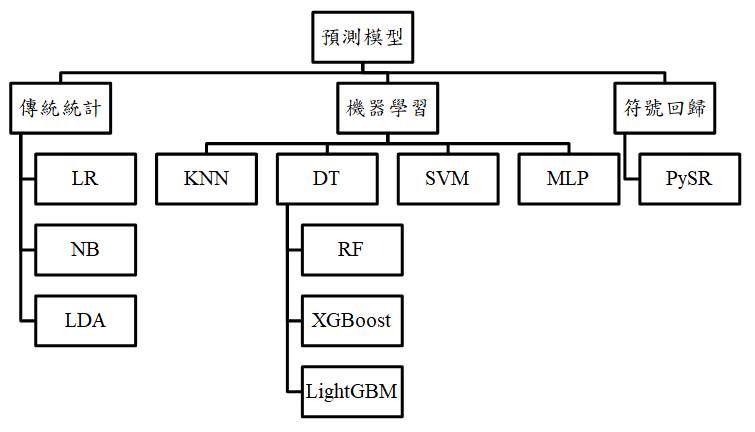 預測模型
傳統統計
機器學習
符號回歸
LR
KNN
DT
SVM
MLP
PySR
NB
RF
LDA
XGBoost
LightGBM